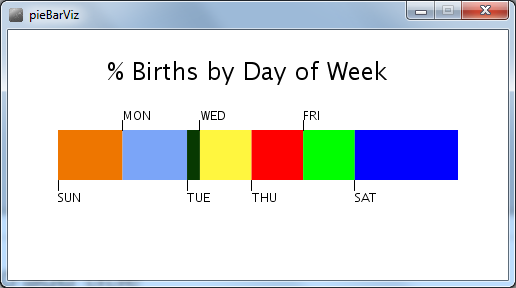 pieBarViz
% Births by Day of Week
MON WED FRI
SUN TUE THU SAT